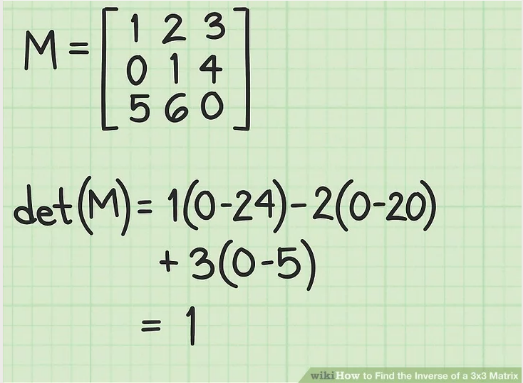 M = [1 2 3
0 1 4
5 6 0]
det(M) = 1(0-24)-2(0-20)
+ 3(0-5)
= 1
wikiHow to Find the Inverse of a 3x3 Matrix